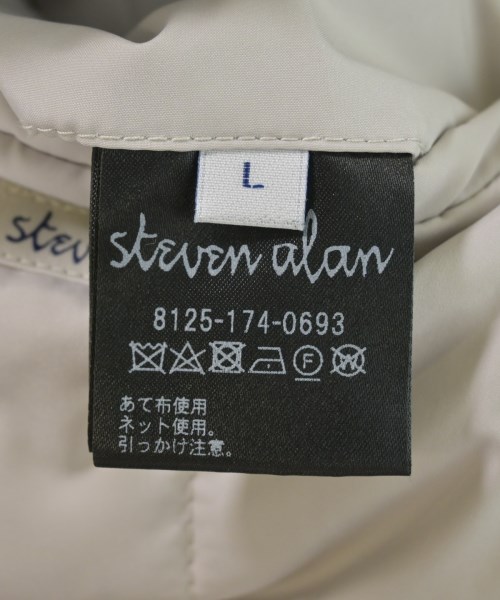 L
steven alan
steven
8125-174-0693
F W
あて布使用
ネット使用。
引っかけ注意。